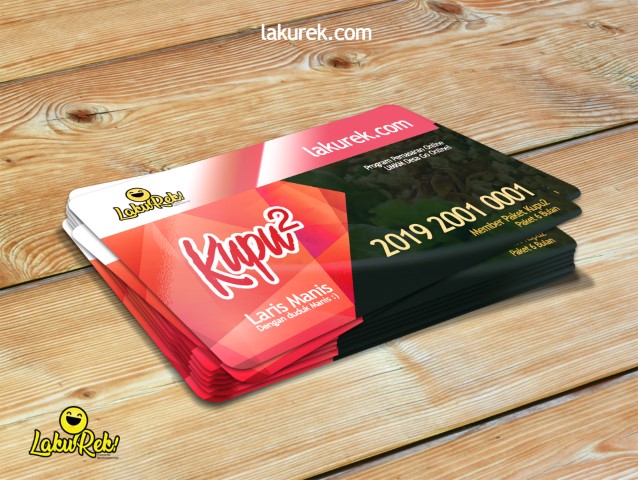 lakurek.com
lakurek.com
Program Pemasaran Online
UMKM Desa Go Online!!
LakuRek!
Kupu2
2019 2001 0001
Member Paket Kupu2
Paket 6 Bulan
Laris Manis
Dengan duduk Manis :)
Paket 6 Bulan
LakuRek!